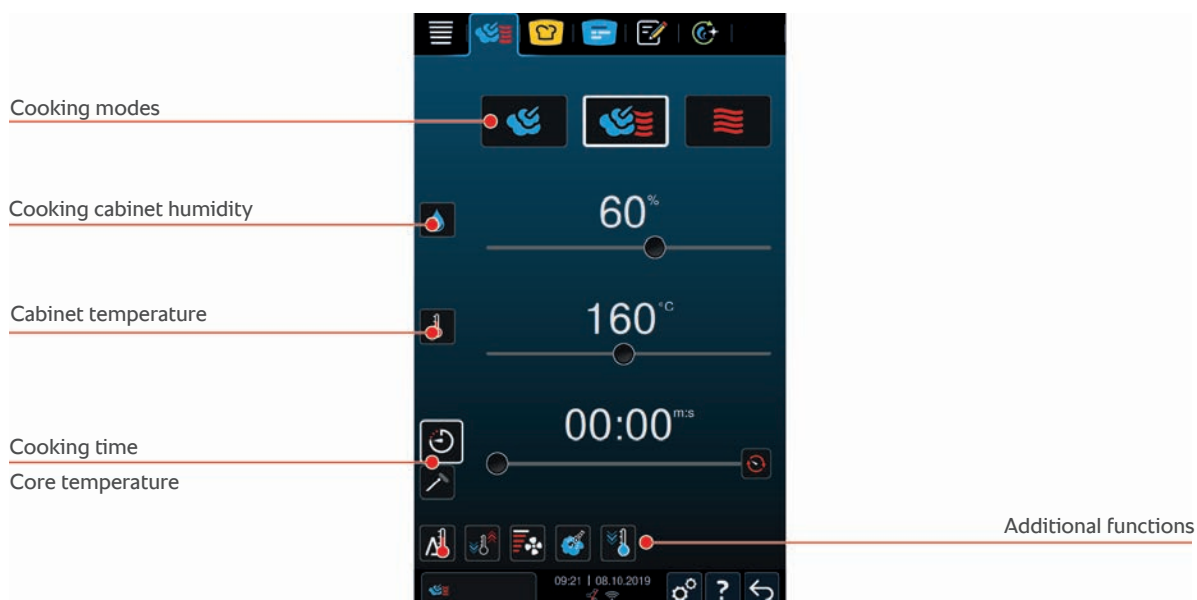 Cooking modes
Cooking cabinet humidity
60%
Cabinet temperature
160°C
00:00 m:s
Cooking time
Core temperature
Additional functions
09:21 | 08.10.2019
?